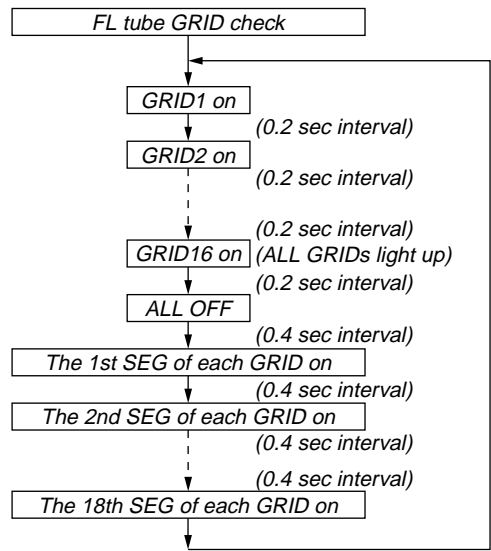 FL tube GRID check
GRID1 on
(0.2 sec interval)
GRID2 on
(0.2 sec interval)
(0.2 sec interval)
GRID16 on (ALL GRIDs light up)
(0.2 sec interval)
ALL OFF
(0.4 sec interval)
The 1st SEG of each GRID on
(0.4 sec interval)
The 2nd SEG of each GRID on
(0.4 sec interval)
(0.4 sec interval)
The 18th SEG of each GRID on